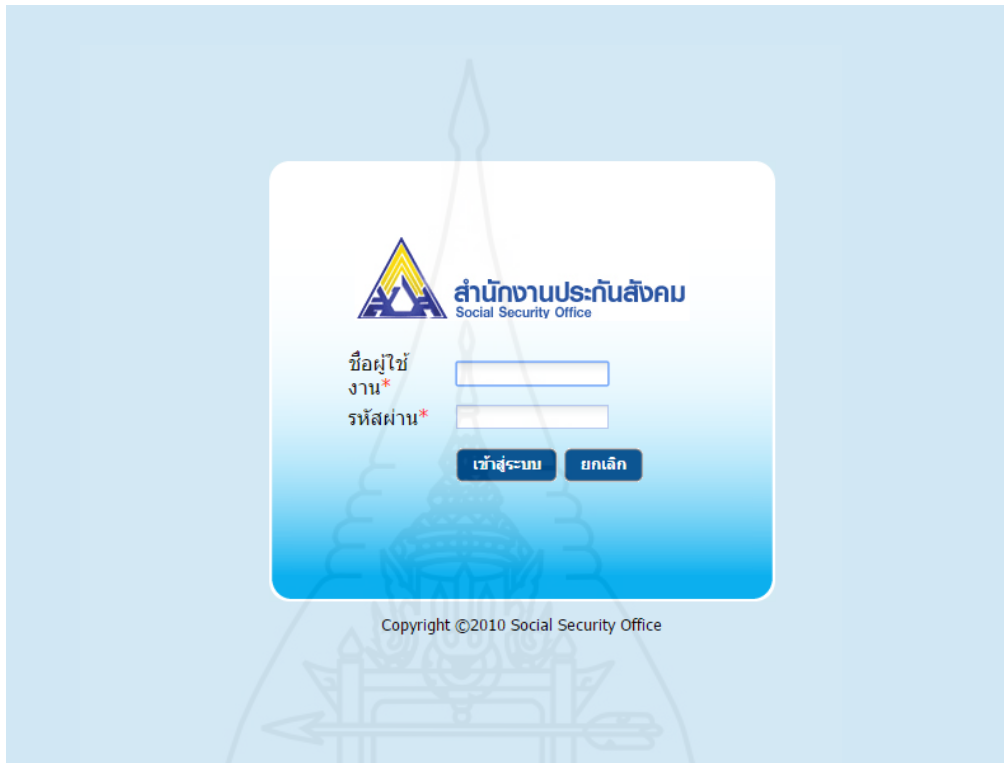 สำนักงานประกันสังคม
Social Security Office
ชื่อผู้ใช้
งาน*
รหัสผ่าน*
เข้าสู่ระบบ ยกเลิก
Copyright ©2010 Social Security Office